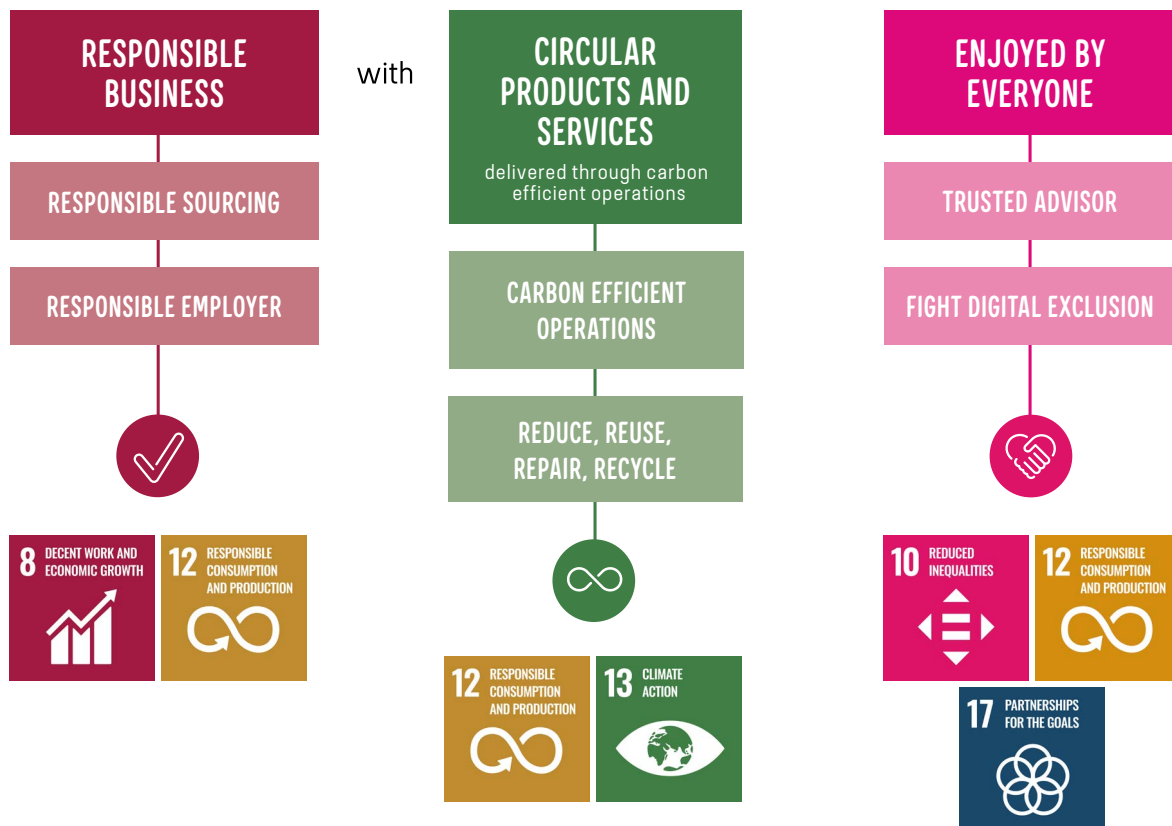 RESPONSIBLE
BUSINESS
RESPONSIBLE SOURCING
RESPONSIBLE EMPLOYER
8 DECENT WORK AND
ECONOMIC GROWTH
12 RESPONSIBLE
CONSUMPTION
AND PRODUCTION
with
CIRCULAR
PRODUCTS AND
SERVICES
delivered through carbon
efficient operations
CARBON EFFICIENT
OPERATIONS
REDUCE, REUSE,
REPAIR, RECYCLE
12 RESPONSIBLE
CONSUMPTION
AND PRODUCTION
13 CLIMATE
ACTION
ENJOYED BY
EVERYONE
TRUSTED ADVISOR
FIGHT DIGITAL EXCLUSION
10 REDUCED
INEQUALITIES
12 RESPONSIBLE
CONSUMPTION
AND PRODUCTION
17 PARTNERSHIPS
FOR THE GOALS